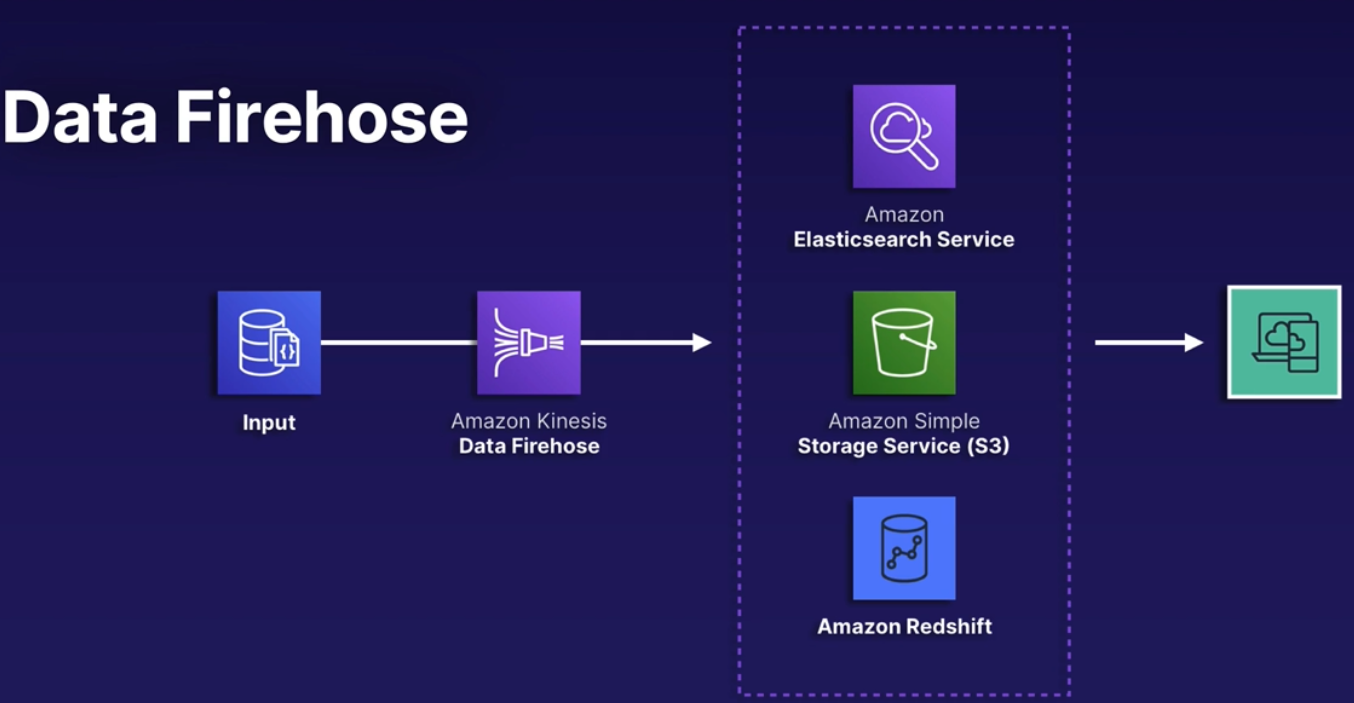 Data Firehose
Amazon
Elasticsearch Service
Input
Amazon Kinesis
Data Firehose
Amazon Simple
Storage Service (S3)
Amazon Redshift